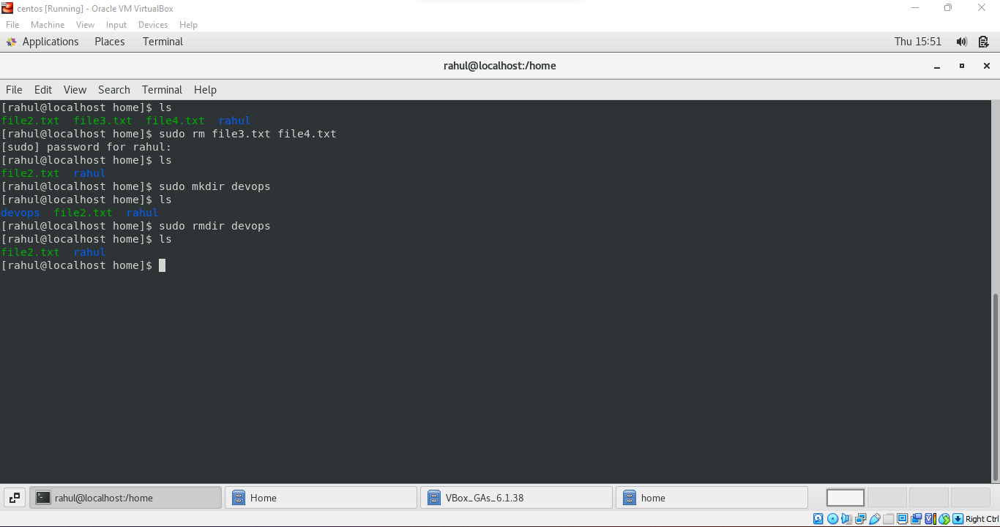 centos [Running] - Oracle VM VirtualBox
File Machine View Input Devices Help
Applications Places Terminal Thu 15:51
rahul@localhost:/home
File Edit View Search Terminal Help
[rahul@localhost home]$ ls
file2.txt file3.txt file4.txt rahul
[rahul@localhost home]$ sudo rm file3.txt file4.txt
[sudo] password for rahul:
[rahul@localhost home]$ ls
file2.txt rahul
[rahul@localhost home]$ sudo mkdir devops
[rahul@localhost home]$ ls
devops file2.txt rahul
[rahul@localhost home]$ sudo rmdir devops
[rahul@localhost home]$ ls
file2.txt rahul
[rahul@localhost home]$
rahul@localhost:/home Home VBox_GAs_6.1.38 home
Right Ctrl